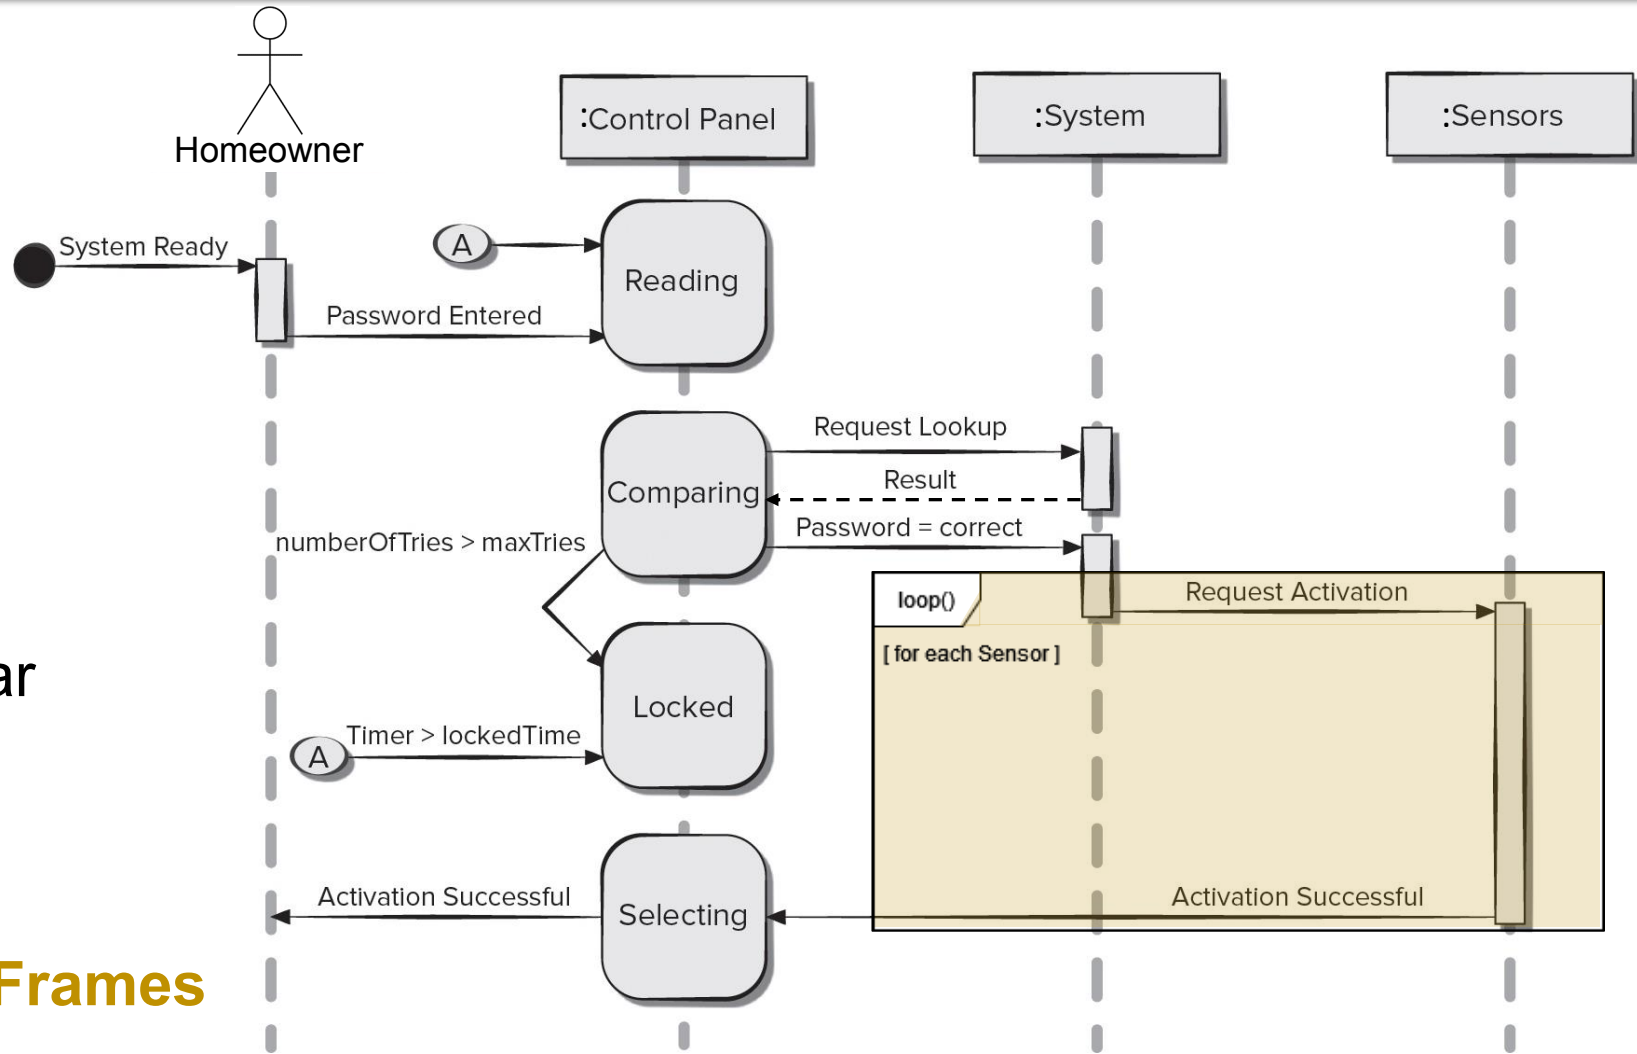 Homeowner
:Control Panel
:System
:Sensors
System Ready
A
Reading
Password Entered
Request Lookup
Comparing
Result
Password = correct
numberOfTries > maxTries
loop()
Request Activation
[ for each Sensor ]
ar
Locked
Timer > lockedTime
A
Activation Successful
Selecting
Activation Successful
Frames